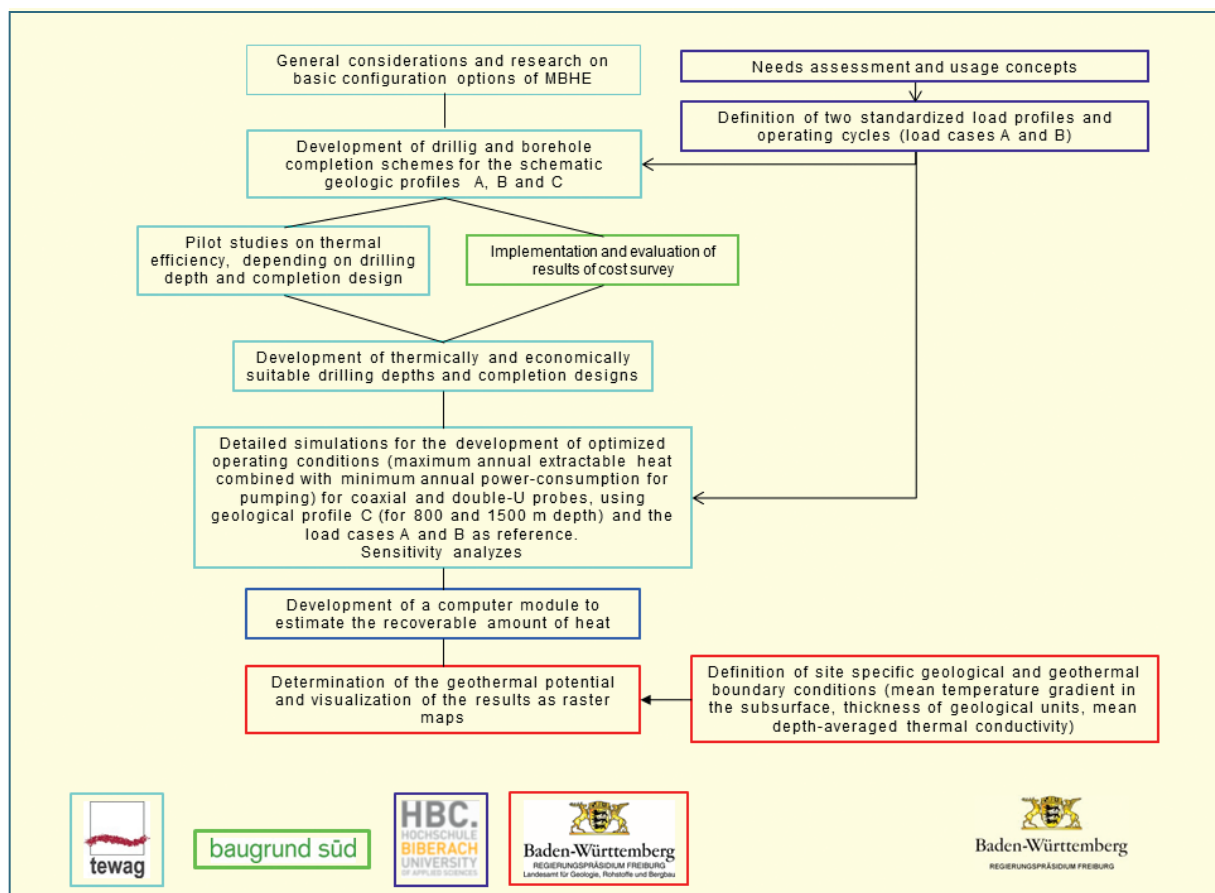 General considerations and research on
basic configuration options of MBHE
Needs assessment and usage concepts
Definition of two standardized load profiles and
operating cycles (load cases A and B)
Development of drillig and borehole
completion schemes for the schematic
geologic profiles A, B and C
Pilot studies on thermal
efficiency, depending on drilling
depth and completion design
Implementation and evaluation of
results of cost survey
Development of thermically and economically
suitable drilling depths and completion designs
Detailed simulations for the development of optimized
operating conditions (maximum annual extractable heat
combined with minimum annual power-consumption for
pumping) for coaxial and double-U probes, using
geological profile C (for 800 and 1500 m depth) and the
load cases A and B as reference.
Sensitivity analyzes
Development of a computer module to
estimate the recoverable amount of heat
Determination of the geothermal potential
and visualization of the results as raster
maps
Definition of site specific geological and geothermal
boundary conditions (mean temperature gradient in
the subsurface, thickness of geological units, mean
depth-averaged thermal conductivity)
tewag
baugrund süd
HBC.
HOCHSCHULE
BIBERACH
UNIVERSITY
OF APPLIED SCIENCES
Baden-Württemberg
REGIERUNGSPRÄSIDIUM FREIBURG
Landesamt für Geologie, Rohstoffe und Bergbau
Baden-Württemberg
REGIERUNGSPRÄSIDIUM FREIBURG